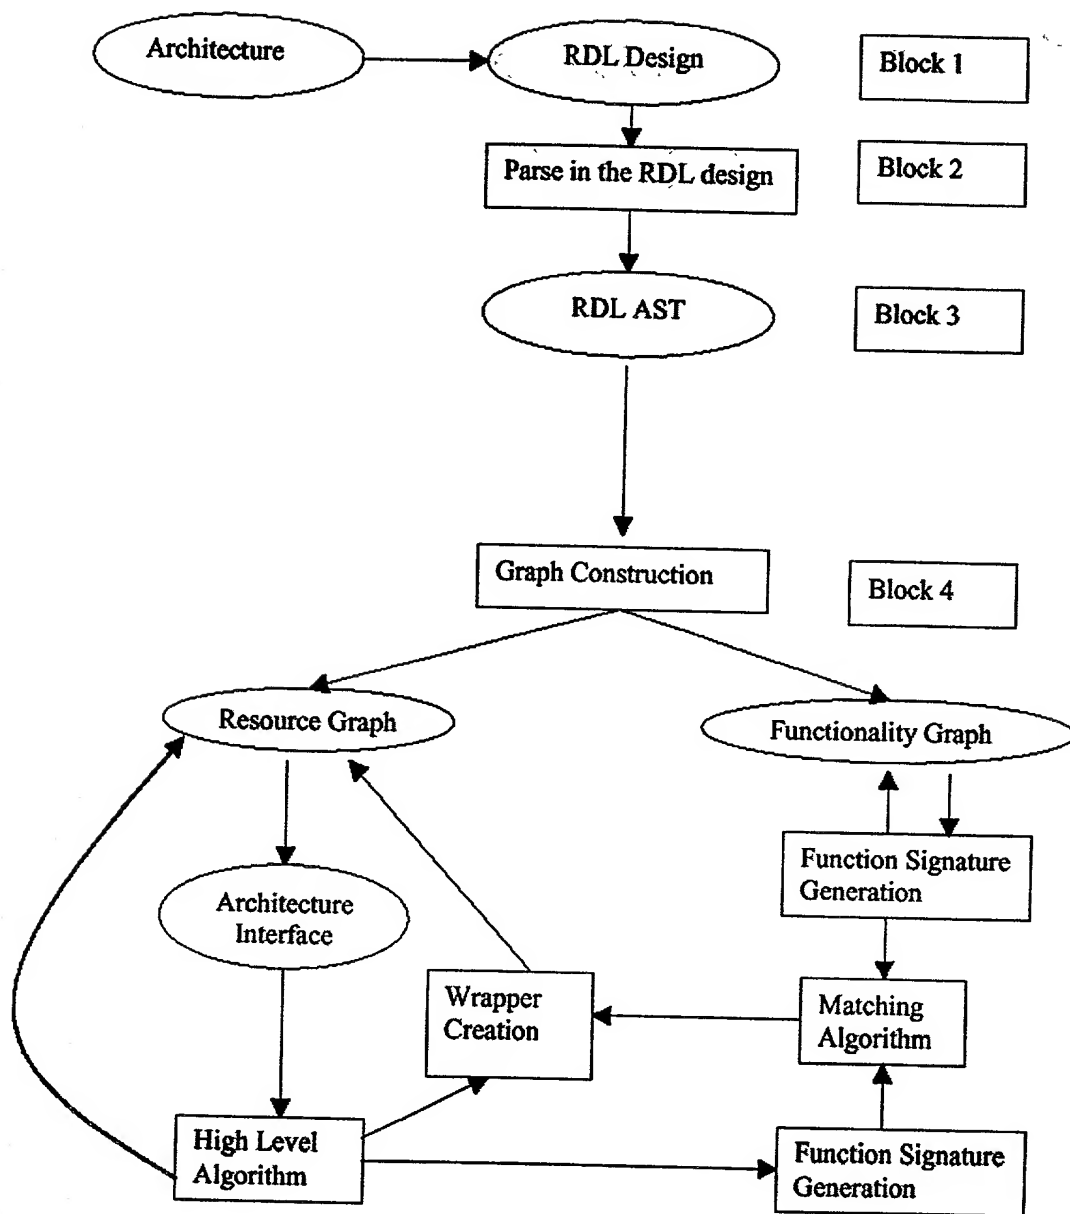 Architecture
RDL Design
Block 1
Parse in the RDL design
Block 2
RDL AST
Block 3
Graph Construction
Block 4
Resource Graph
Functionality Graph
Function Signature
Generation
Architecture
Interface
Wrapper
Creation
Matching
Algorithm
High Level
Algorithm
Function Signature
Generation